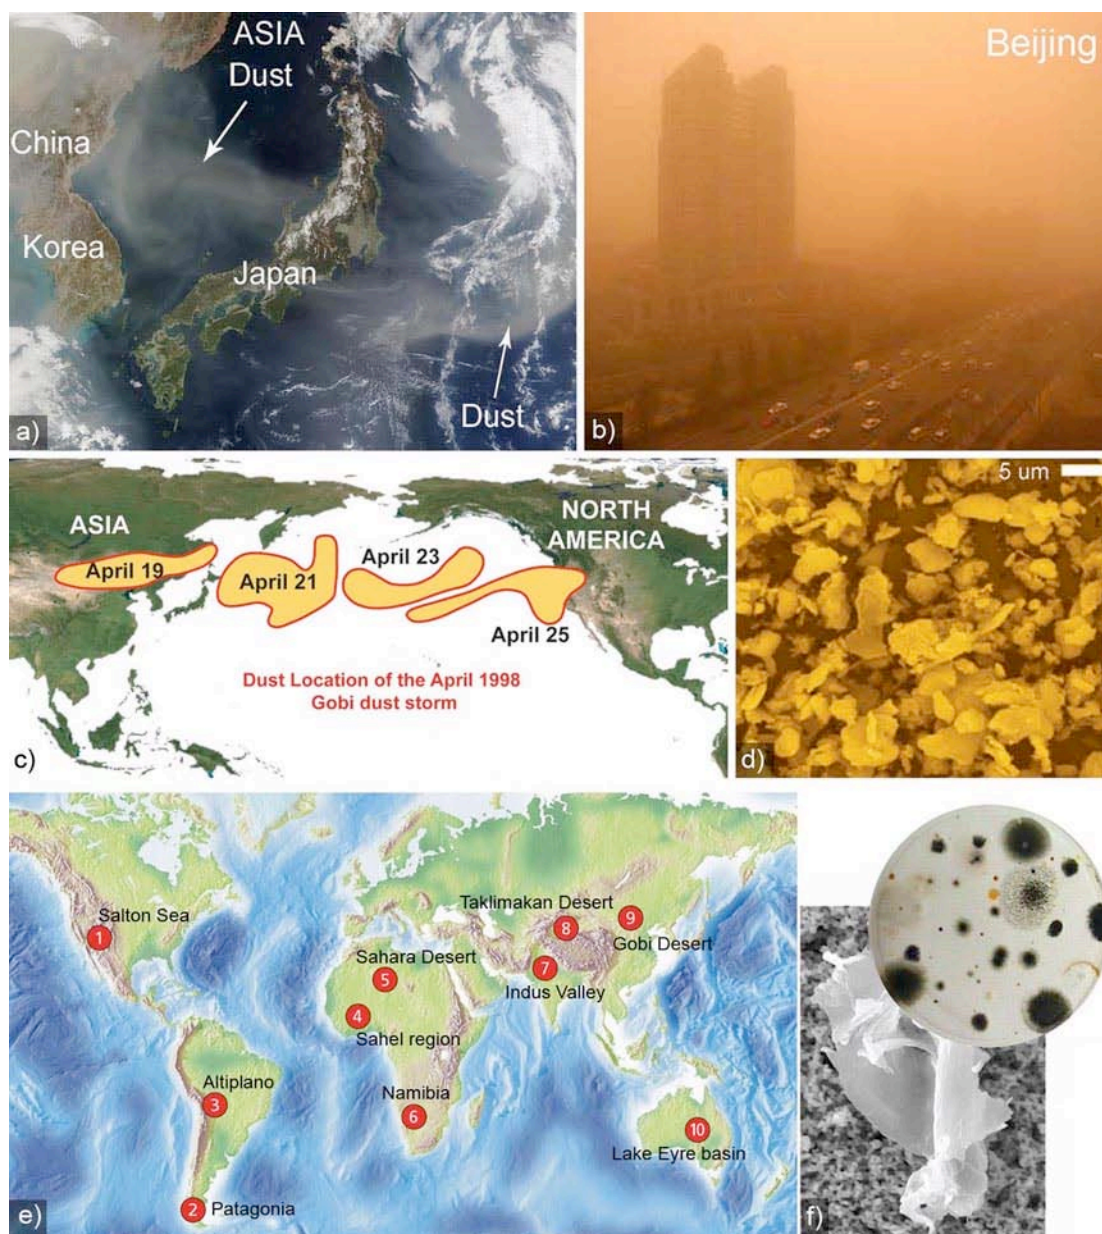 ASIA
Dust
China
Korea
Japan
Dust
a)
Beijing
b)
ASIA
NORTH
AMERICA
April 19
April 21
April 23
April 25
Dust Location of the April 1998
Gobi dust storm
c)
5 um
d)
Salton Sea
1
Taklimakan Desert
8
9
Gobi Desert
Sahara Desert
5
7
Indus Valley
4
Sahel region
Altiplano
3
Namibia
6
10
Lake Eyre basin
2 Patagonia
e)
f)